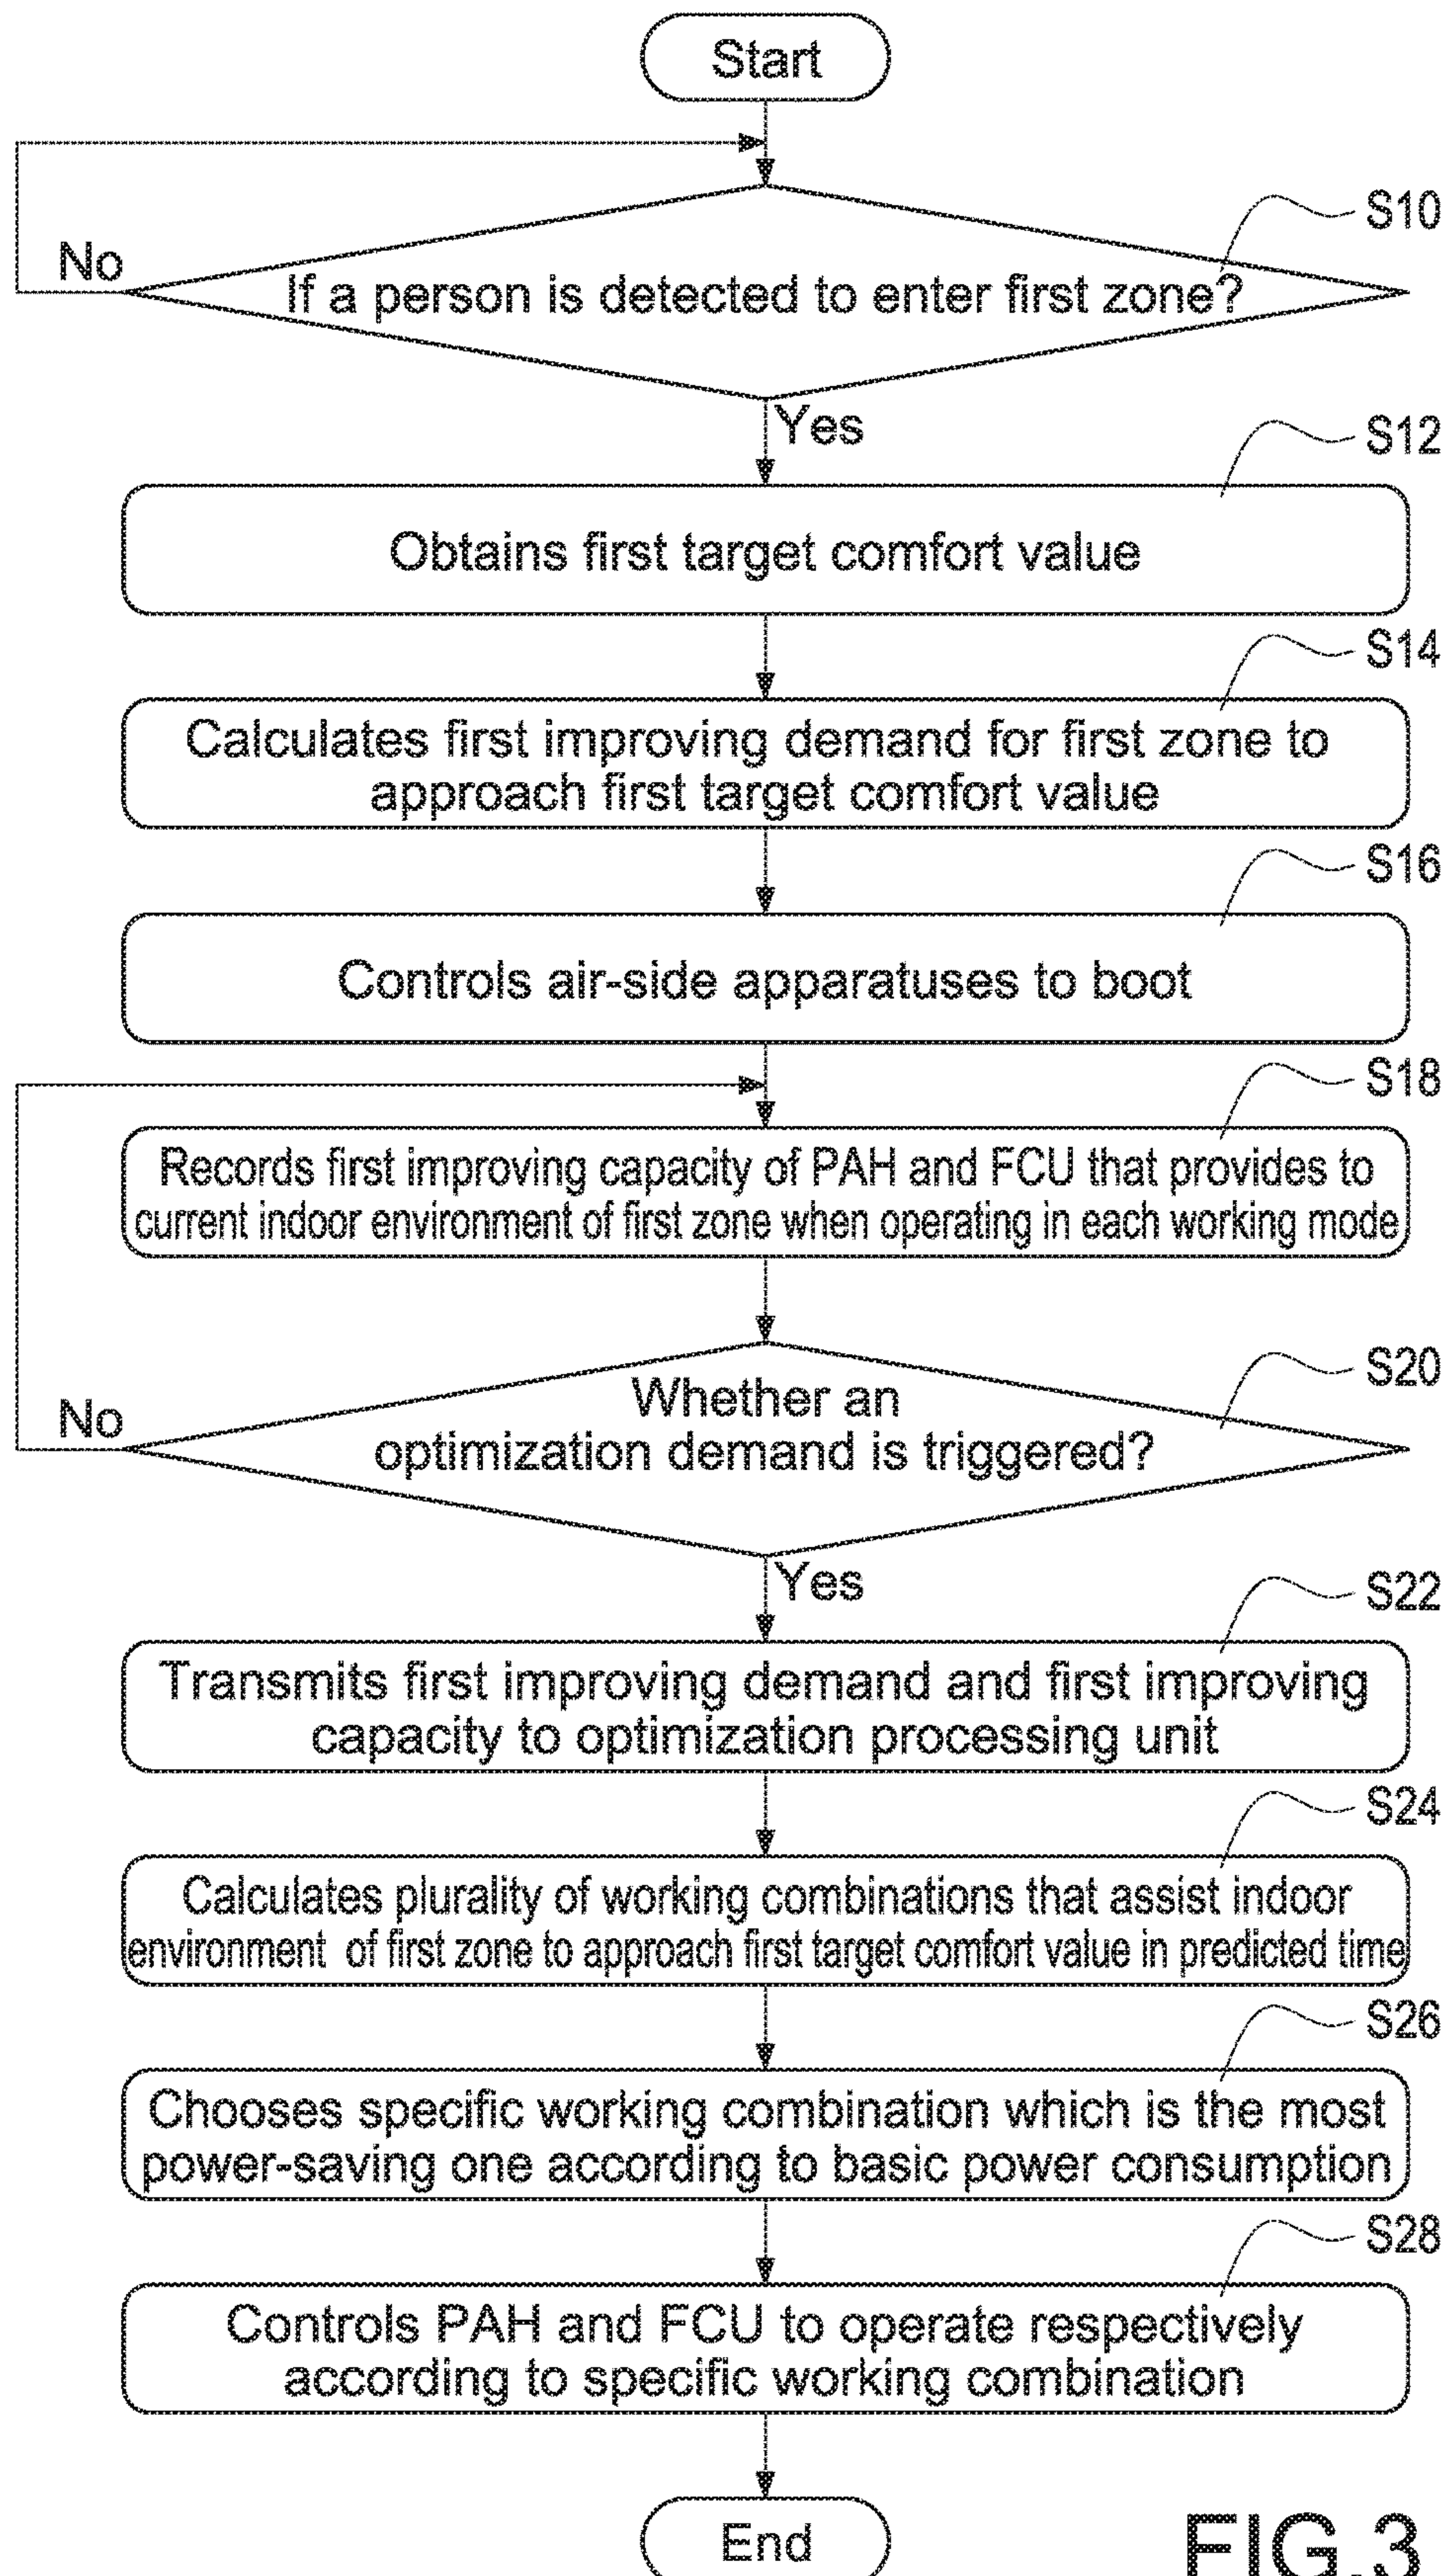 Start
S10
No
If a person is detected to enter first zone?
Yes
S12
Obtains first target comfort value
S14
Calculates first improving demand for first zone to
approach first target comfort value
S16
Controls air-side apparatuses to boot
S18
Records first improving capacity of PAH and FCU that provides to
current indoor environment of first zone when operating in each working mode
S20
No
Whether an
optimization demand is triggered?
Yes
S22
Transmits first improving demand and first improving
capacity to optimization processing unit
S24
Calculates plurality of working combinations that assist indoor
environment of first zone to approach first target comfort value in predicted time
S26
Chooses specific working combination which is the most
power-saving one according to basic power consumption
S28
Controls PAH and FCU to operate respectively
according to specific working combination
End
FIG.3